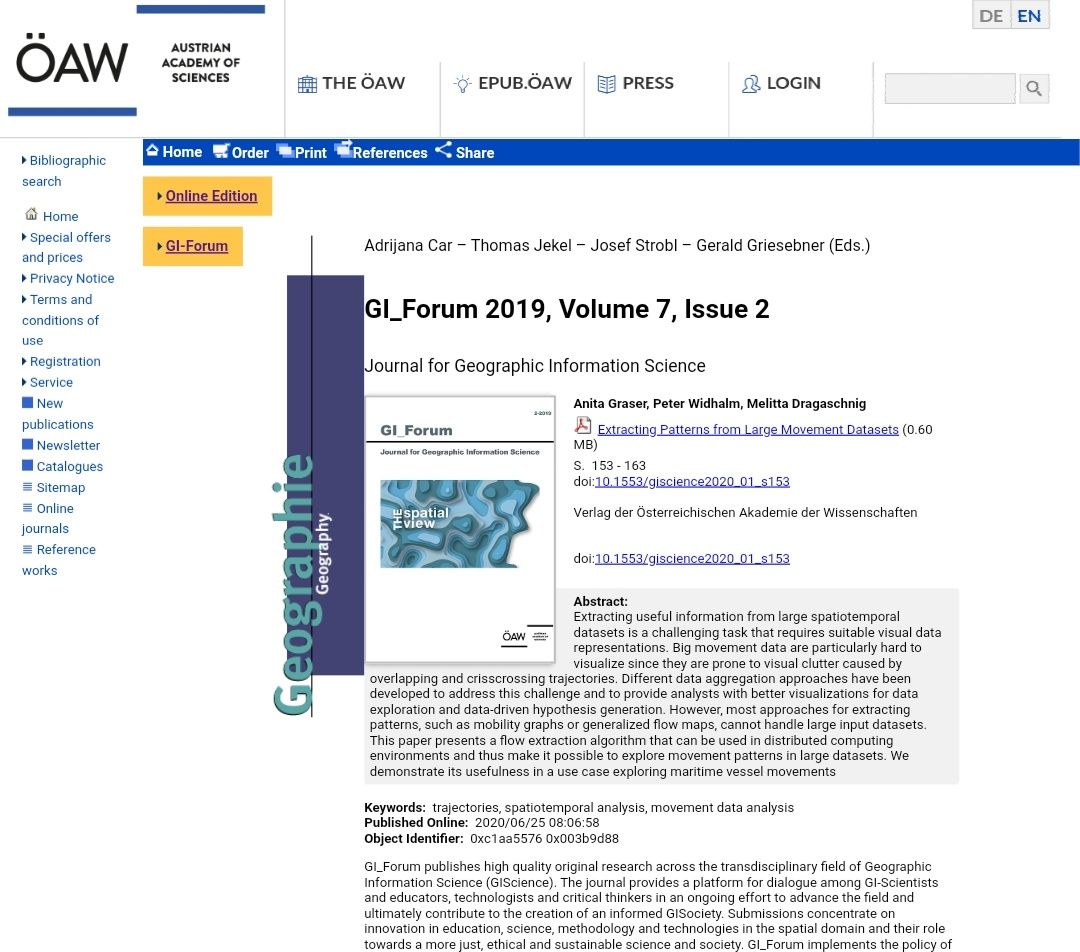 DE EN
ÖAW
AUSTRIAN
ACADEMY OF
SCIENCES
THE ÖAW
EPUB.ÖAW
PRESS
LOGIN
Home Order Print References Share
Bibliographic
search
Home
Special offers
and prices
Privacy Notice
Terms and
conditions of
use
Registration
Service
New
publications
Newsletter
Catalogues
Sitemap
Online
journals
Reference
works
Online Edition
GI-Forum
Geographie
Geography
Adrijana Car – Thomas Jekel – Josef Strobl – Gerald Griesebner (Eds.)
GI_Forum 2019, Volume 7, Issue 2
Journal for Geographic Information Science
2-2019
GI_Forum
Journal for Geographic Information Science
THE spatial
view
ÖAW
Anita Graser, Peter Widhalm, Melitta Dragaschnig
Extracting Patterns from Large Movement Datasets (0.60
MB)
S. 153 - 163
doi:10.1553/giscience2020_01_s153
Verlag der Österreichischen Akademie der Wissenschaften
doi:10.1553/giscience2020_01_s153
Abstract:
Extracting useful information from large spatiotemporal
datasets is a challenging task that requires suitable visual data
representations. Big movement data are particularly hard to
visualize since they are prone to visual clutter caused by
overlapping and crisscrossing trajectories. Different data aggregation approaches have been
developed to address this challenge and to provide analysts with better visualizations for data
exploration and data-driven hypothesis generation. However, most approaches for extracting
patterns, such as mobility graphs or generalized flow maps, cannot handle large input datasets.
This paper presents a flow extraction algorithm that can be used in distributed computing
environments and thus make it possible to explore movement patterns in large datasets. We
demonstrate its usefulness in a use case exploring maritime vessel movements
Keywords: trajectories, spatiotemporal analysis, movement data analysis
Published Online: 2020/06/25 08:06:58
Object Identifier: 0xc1aa5576 0x003b9d88
GI_Forum publishes high quality original research across the transdisciplinary field of Geographic
Information Science (GIScience). The journal provides a platform for dialogue among GI-Scientists
and educators, technologists and critical thinkers in an ongoing effort to advance the field and
ultimately contribute to the creation of an informed GISociety. Submissions concentrate on
innovation in education, science, methodology and technologies in the spatial domain and their role
towards a more just, ethical and sustainable science and society. GI_Forum implements the policy of